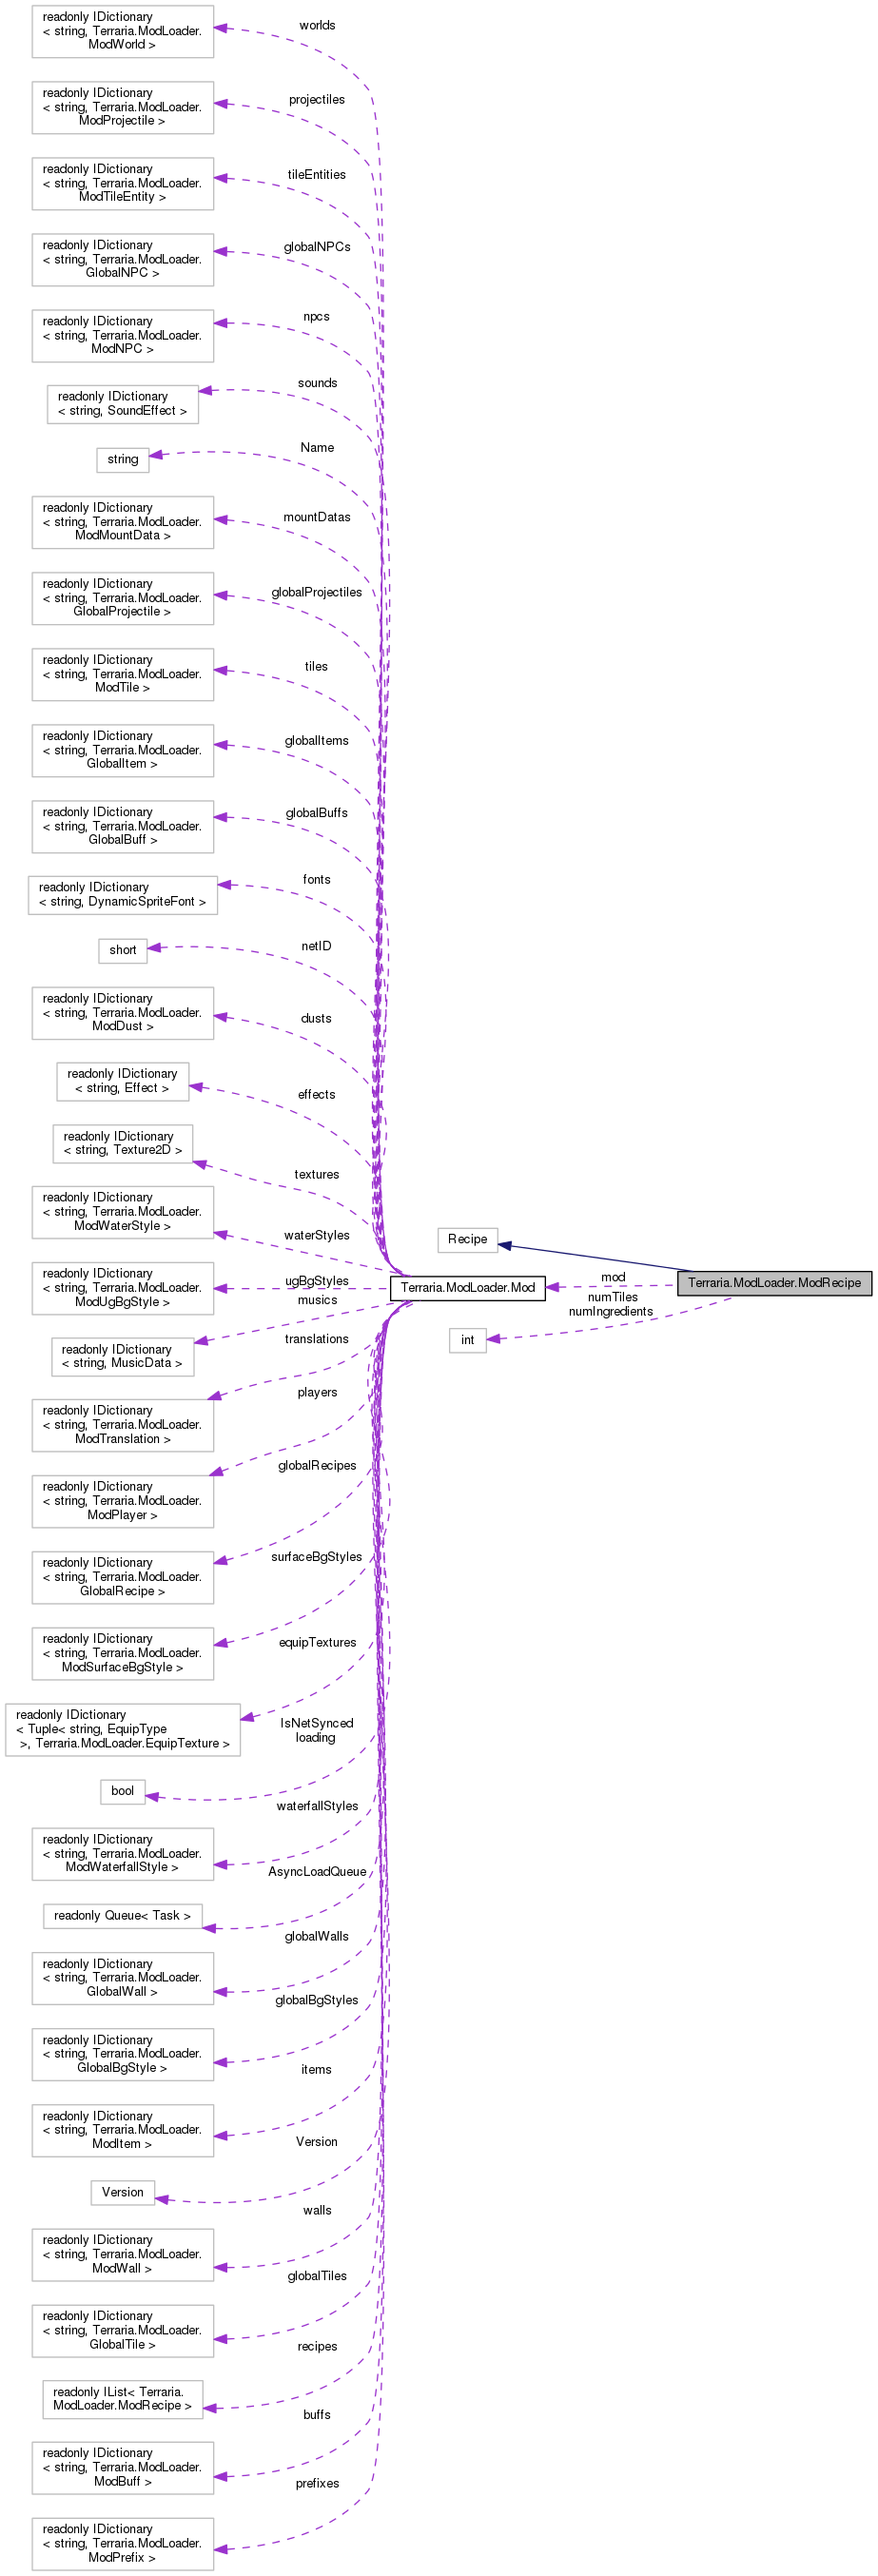 readonly IDictionary
< string, Terraria.ModLoader.
ModWorld >
worlds
readonly IDictionary
< string, Terraria.ModLoader.
ModProjectile >
projectiles
readonly IDictionary
< string, Terraria.ModLoader.
ModTileEntity >
tileEntities
readonly IDictionary
< string, Terraria.ModLoader.
GlobalNPC >
globalNPCs
readonly IDictionary
< string, Terraria.ModLoader.
ModNPC >
npcs
readonly IDictionary
< string, SoundEffect >
sounds
string
Name
readonly IDictionary
< string, Terraria.ModLoader.
ModMountData >
mountDatas
readonly IDictionary
< string, Terraria.ModLoader.
GlobalProjectile >
globalProjectiles
readonly IDictionary
< string, Terraria.ModLoader.
ModTile >
tiles
readonly IDictionary
< string, Terraria.ModLoader.
GlobalItem >
globalItems
readonly IDictionary
< string, Terraria.ModLoader.
GlobalBuff >
globalBuffs
readonly IDictionary
< string, DynamicSpriteFont >
fonts
short
netID
readonly IDictionary
< string, Terraria.ModLoader.
ModDust >
dusts
readonly IDictionary
< string, Effect >
effects
readonly IDictionary
< string, Texture2D >
textures
readonly IDictionary
< string, Terraria.ModLoader.
ModWaterStyle >
waterStyles
Recipe
readonly IDictionary
< string, Terraria.ModLoader.
ModUgBgStyle >
ugBgStyles
Terraria.ModLoader.Mod
mod
Terraria.ModLoader.ModRecipe
numTiles
numIngredients
int
musics
readonly IDictionary
< string, MusicData >
translations
readonly IDictionary
< string, Terraria.ModLoader.
ModTranslation >
players
readonly IDictionary
< string, Terraria.ModLoader.
ModPlayer >
globalRecipes
readonly IDictionary
< string, Terraria.ModLoader.
GlobalRecipe >
surfaceBgStyles
readonly IDictionary
< string, Terraria.ModLoader.
ModSurfaceBgStyle >
equipTextures
readonly IDictionary
< Tuple< string, EquipType
>, Terraria.ModLoader.EquipTexture >
IsNetSynced
loading
bool
waterfallStyles
readonly IDictionary
< string, Terraria.ModLoader.
ModWaterfallStyle >
AsyncLoadQueue
readonly Queue< Task >
globalWalls
readonly IDictionary
< string, Terraria.ModLoader.
GlobalWall >
globalBgStyles
readonly IDictionary
< string, Terraria.ModLoader.
GlobalBgStyle >
items
readonly IDictionary
< string, Terraria.ModLoader.
ModItem >
Version
Version
walls
readonly IDictionary
< string, Terraria.ModLoader.
ModWall >
globalTiles
readonly IDictionary
< string, Terraria.ModLoader.
GlobalTile >
recipes
readonly IList< Terraria.
ModLoader.ModRecipe >
buffs
readonly IDictionary
< string, Terraria.ModLoader.
ModBuff >
prefixes
readonly IDictionary
< string, Terraria.ModLoader.
ModPrefix >